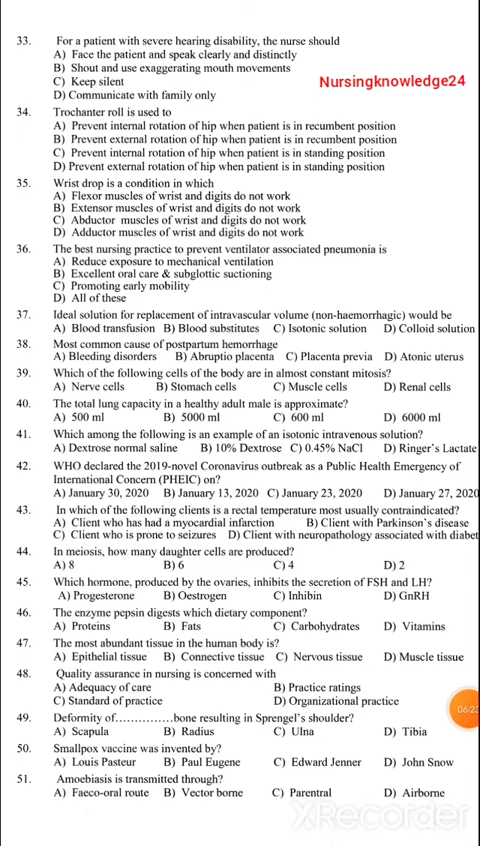 33. For a patient with severe hearing disability, the nurse should
A) Face the patient and speak clearly and distinctly
B) Shout and use exaggerating mouth movements
C) Keep silent
Nursingknowledge24
D) Communicate with family only
34. Trochanter roll is used to
A) Prevent internal rotation of hip when patient is in recumbent position
B) Prevent external rotation of hip when patient is in recumbent position
C) Prevent internal rotation of hip when patient is in standing position
D) Prevent external rotation of hip when patient is in standing position
35. Wrist drop is a condition in which
A) Flexor muscles of wrist and digits do not work
B) Extensor muscles of wrist and digits do not work
C) Abductor muscles of wrist and digits do not work
D) Adductor muscles of wrist and digits do not work
36. The best nursing practice to prevent ventilator associated pneumonia is
A) Reduce exposure to mechanical ventilation
B) Excellent oral care & subglottic suctioning
C) Promoting early mobility
D) All of these
37. Ideal solution for replacement of intravascular volume (non-haemorrhagic) would be
A) Blood transfusion B) Blood substitutes C) Isotonic solution D) Colloid solution
38. Most common cause of postpartum hemorrhage
A) Bleeding disorders B) Abruptio placenta C) Placenta previa D) Atonic uterus
39. Which of the following cells of the body are in almost constant mitosis?
A) Nerve cells B) Stomach cells C) Muscle cells D) Renal cells
40. The total lung capacity in a healthy adult male is approximate?
A) 500 ml B) 5000 ml C) 600 ml D) 6000 ml
41. Which among the following is an example of an isotonic intravenous solution?
A) Dextrose normal saline B) 10% Dextrose C) 0.45% NaCl D) Ringer's Lactate
42. WHO declared the 2019-novel Coronavirus outbreak as a Public Health Emergency of
International Concern (PHEIC) on?
A) January 30, 2020 B) January 13, 2020 C) January 23, 2020 D) January 27, 2020
43. In which of the following clients is a rectal temperature most usually contraindicated?
A) Client who has had a myocardial infarction B) Client with Parkinson's disease
C) Client who is prone to seizures D) Client with neuropathology associated with diabet
44. In meiosis, how many daughter cells are produced?
A) 8 B) 6 C) 4 D) 2
45. Which hormone, produced by the ovaries, inhibits the secretion of FSH and LH?
A) Progesterone B) Oestrogen C) Inhibin D) GnRH
46. The enzyme pepsin digests which dietary component?
A) Proteins B) Fats C) Carbohydrates D) Vitamins
47. The most abundant tissue in the human body is?
A) Epithelial tissue B) Connective tissue C) Nervous tissue D) Muscle tissue
48. Quality assurance in nursing is concerned with
A) Adequacy of care B) Practice ratings
C) Standard of practice D) Organizational practice
06:23
49. Deformity of...............bone resulting in Sprengel's shoulder?
A) Scapula B) Radius C) Ulna D) Tibia
50. Smallpox vaccine was invented by?
A) Louis Pasteur B) Paul Eugene C) Edward Jenner D) John Snow
51. Amoebiasis is transmitted through?
A) Faeco-oral route B) Vector borne C) Parentral D) Airborne
XRecorder